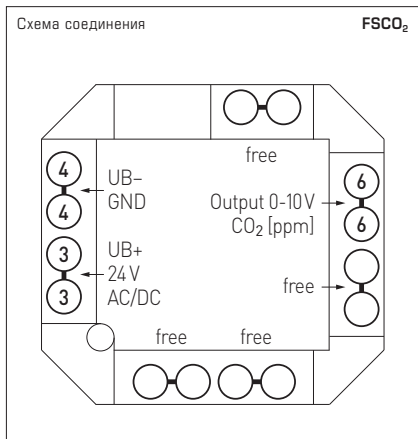 Схема соединения
FSCO₂
free
4
4
UB–
GND
3
3
UB+
24 V
AC/DC
Output 0-10 V
CO₂ [ppm]
6
6
free
free
free